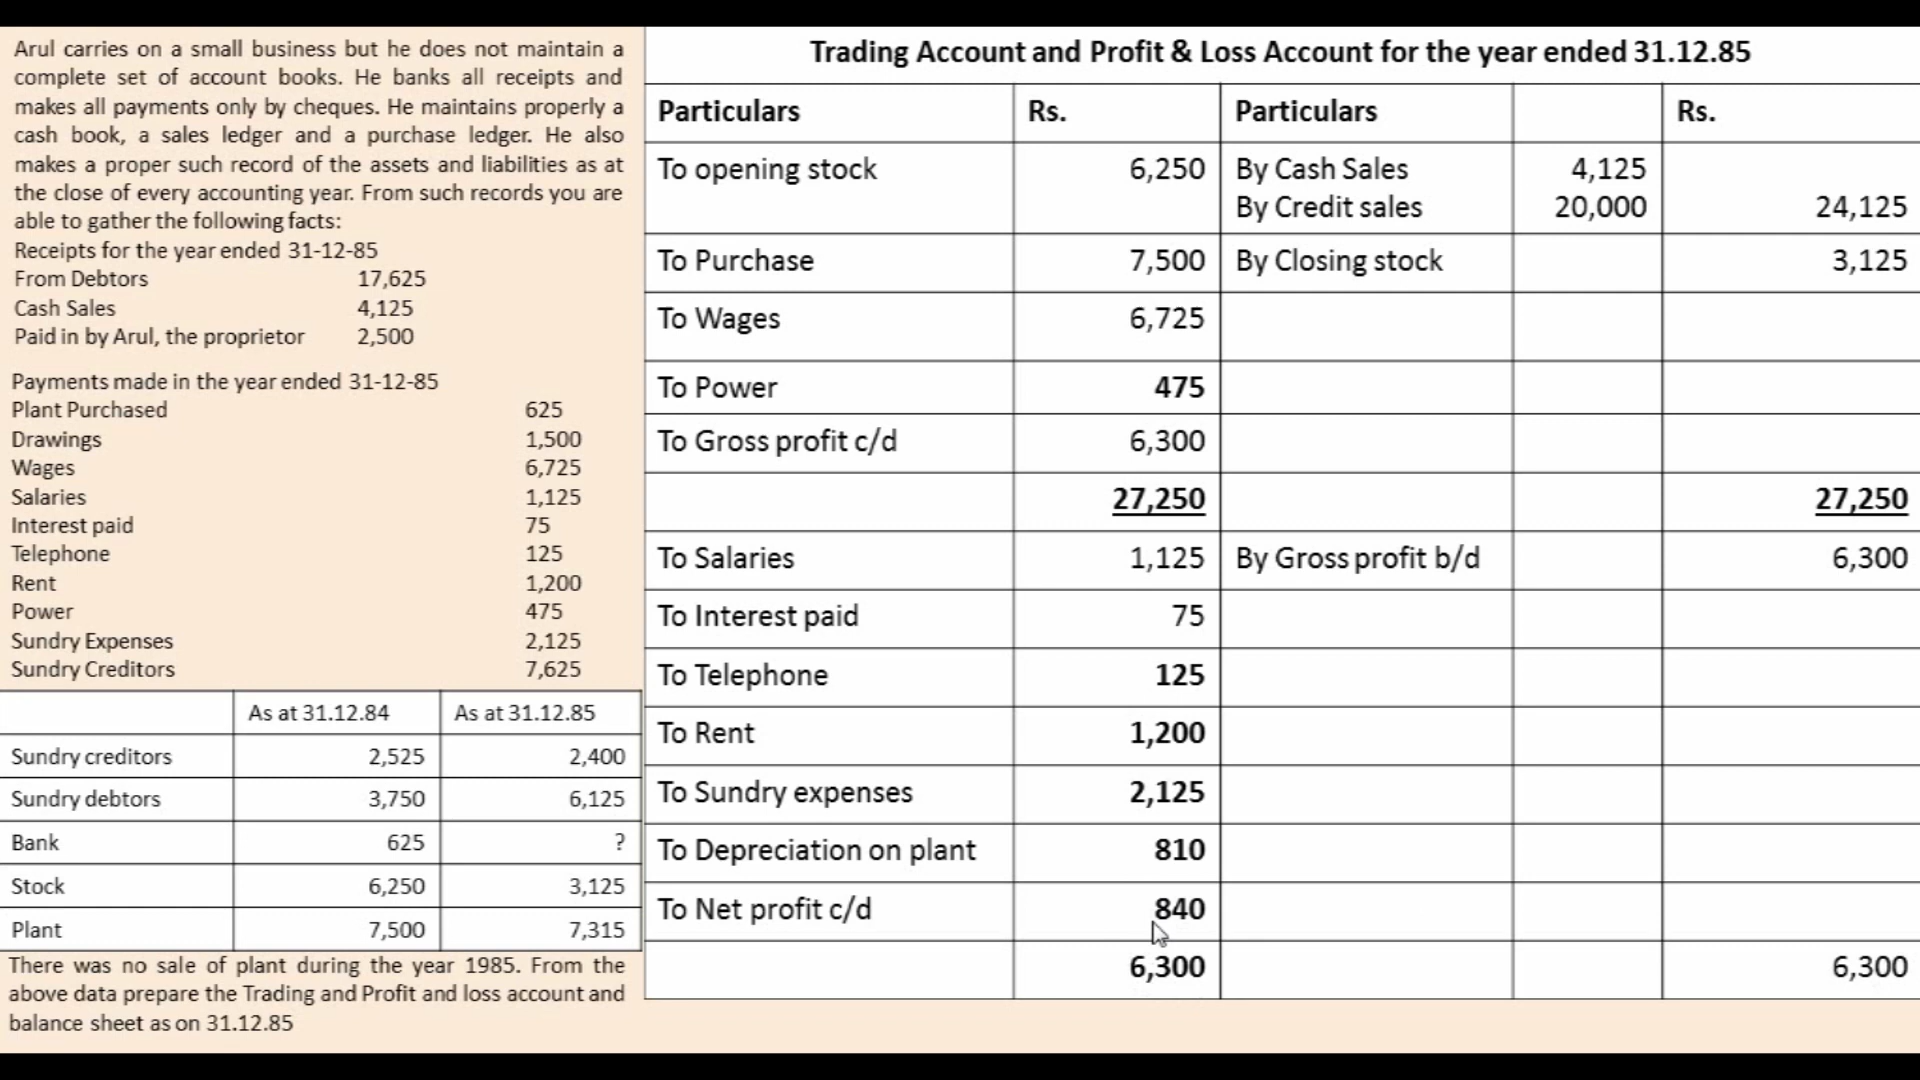 Arul carries on a small business but he does not maintain a
complete set of account books. He banks all receipts and
makes all payments only by cheques. He maintains properly a
cash book, a sales ledger and a purchase ledger. He also
makes a proper such record of the assets and liabilities as at
the close of every accounting year. From such records you are
able to gather the following facts:
Receipts for the year ended 31-12-85
From Debtors 17,625
Cash Sales 4,125
Paid in by Arul, the proprietor 2,500
Payments made in the year ended 31-12-85
Plant Purchased 625
Drawings 1,500
Wages 6,725
Salaries 1,125
Interest paid 75
Telephone 125
Rent 1,200
Power 475
Sundry Expenses 2,125
Sundry Creditors 7,625
As at 31.12.84 As at 31.12.85
Sundry creditors 2,525 2,400
Sundry debtors 3,750 6,125
Bank 625 ?
Stock 6,250 3,125
Plant 7,500 7,315
There was no sale of plant during the year 1985. From the
above data prepare the Trading and Profit and loss account and
balance sheet as on 31.12.85
Trading Account and Profit & Loss Account for the year ended 31.12.85
Particulars Rs. Particulars Rs.
To opening stock 6,250 By Cash Sales 4,125
By Credit sales 20,000 24,125
To Purchase 7,500 By Closing stock 3,125
To Wages 6,725
To Power 475
To Gross profit c/d 6,300
27,250 27,250
To Salaries 1,125 By Gross profit b/d 6,300
To Interest paid 75
To Telephone 125
To Rent 1,200
To Sundry expenses 2,125
To Depreciation on plant 810
To Net profit c/d 840
6,300 6,300